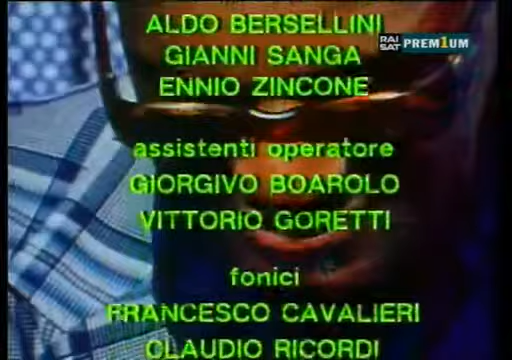 ALDO BERSELLINI
GIANNI SANGA
ENNIO ZINCONE
RAI SAT PREM1UM
assistenti operatore
GIORGIVO BOAROLO
VITTORIO GORETTI
fonici
FRANCESCO CAVALIERI
CLAUDIO RICORDI